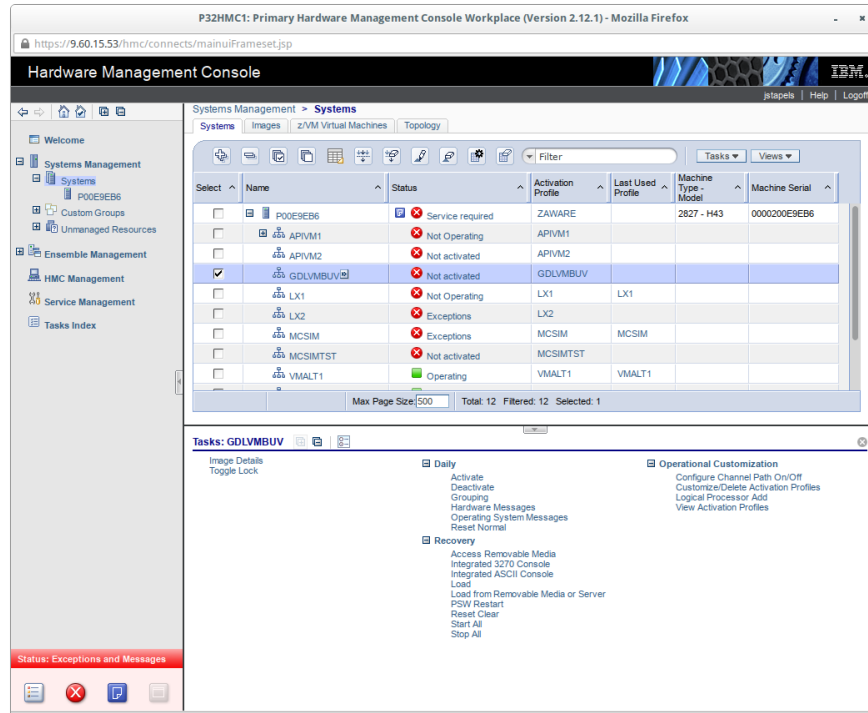 P32HMC1: Primary Hardware Management Console Workplace (Version 2.12.1) - Mozilla Firefox
https://9.60.15.53/hmc/connects/mainuiFrameset.jsp
Hardware Management Console
IBM.
jstapels | Help | Logoff
Welcome
Systems Management
Systems
P00E9EB6
Custom Groups
Unmanaged Resources
Ensemble Management
HMC Management
Service Management
Tasks Index
Status: Exceptions and Messages
Systems Management > Systems
Systems Images z/VM Virtual Machines Topology
Filter Tasks Views
Select Name Status Activation Profile Last Used Profile Machine Type - Model Machine Serial
P00E9EB6 Service required ZAWARE 2827 - H43 0000200E9EB6
APIVM1 Not Operating APIVM1
APIVM2 Not activated APIVM2
GDLVMBUV Not activated GDLVMBUV
LX1 Not Operating LX1 LX1
LX2 Exceptions LX2
MCSIM Exceptions MCSIM MCSIM
MCSIMTST Not activated MCSIMTST
VMALT1 Operating VMALT1 VMALT1
Max Page Size: 500 Total: 12 Filtered: 12 Selected: 1
Tasks: GDLVMBUV
Image Details
Toggle Lock
Daily
Activate
Deactivate
Grouping
Hardware Messages
Operating System Messages
Reset Normal
Recovery
Access Removable Media
Integrated 3270 Console
Integrated ASCII Console
Load
Load from Removable Media or Server
PSW Restart
Reset Clear
Start All
Stop All
Operational Customization
Configure Channel Path On/Off
Customize/Delete Activation Profiles
Logical Processor Add
View Activation Profiles